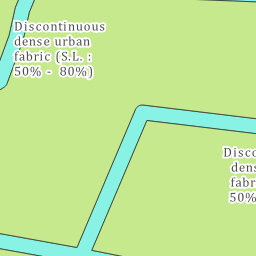 Discontinuous
dense urban
fabric (S.L. :
50% -  80%)
Disco
dens
fabr
50%